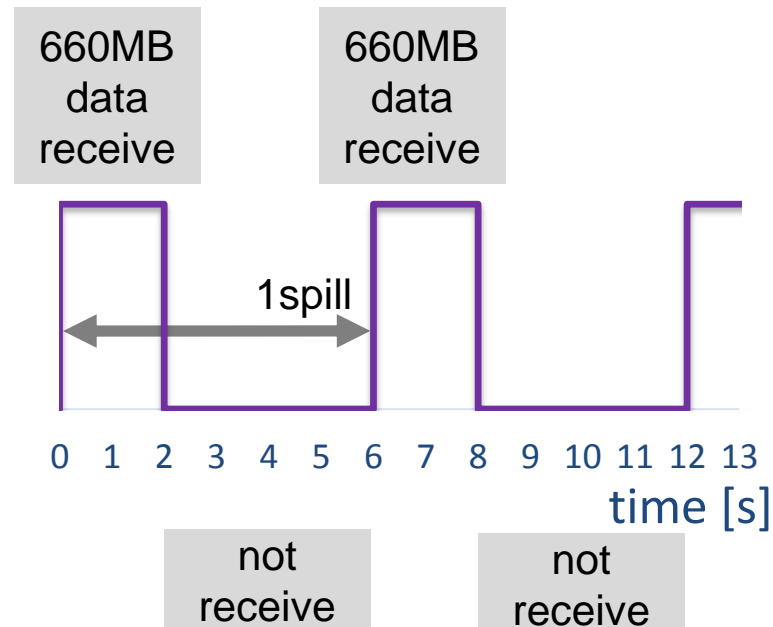 660MB
data
receive
660MB
data
receive
1spill
0 1 2 3 4 5 6 7 8 9 10 11 12 13
time [s]
not
receive
not
receive